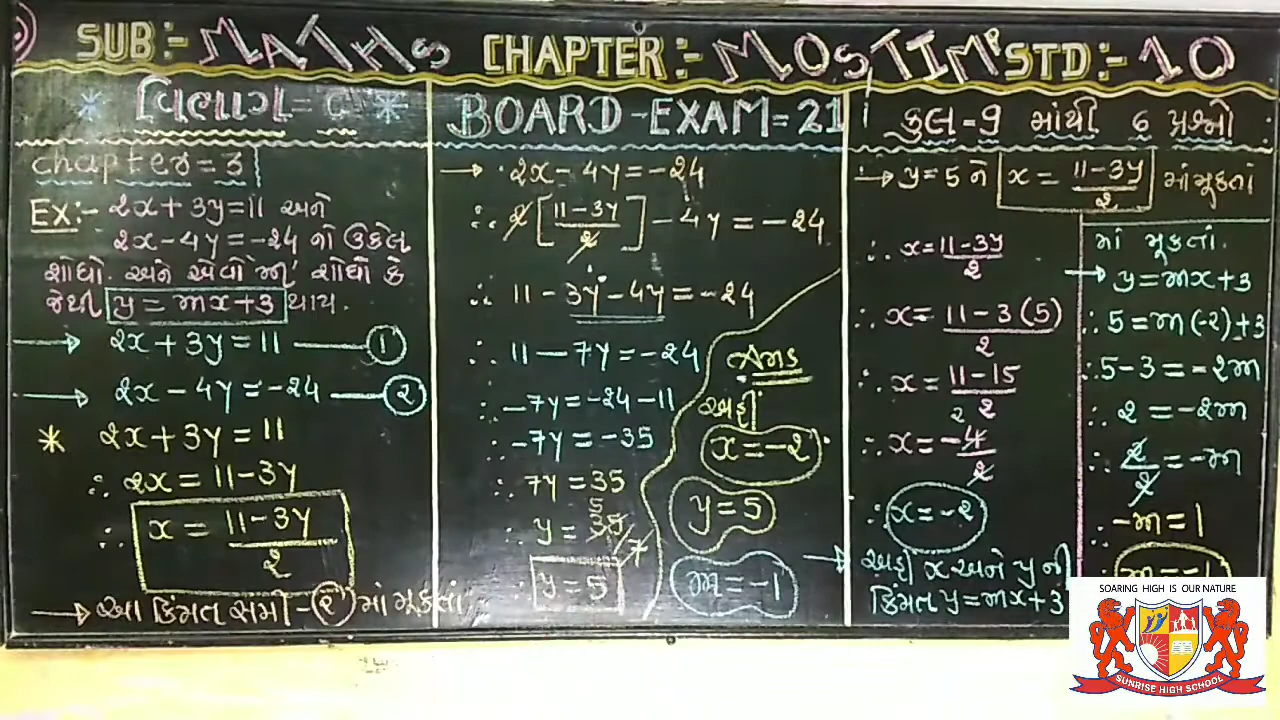 SUB:- MATHS CHAPTER:- MOST IMP STD:- 10
* વિભાગ = C *
chapter = 3
EX:- 2x + 3y = 11 અને
2x - 4y = -24 નો ઉકેલ
શોધો. અને એવો 'm' શોધો કે
જેથી y = mx + 3 થાય.
→ 2x + 3y = 11 —— ①
→ 2x - 4y = -24 —— ②
* 2x + 3y = 11
∴ 2x = 11 - 3y
∴ x = (11 - 3y)/2
→ આ કિંમત સમી - ② માં મૂકતાં
BOARD - EXAM = 21
→ ∴ 2x - 4y = -24
∴ 2 [(11 - 3y)/2] - 4y = -24
∴ 11 - 3y - 4y = -24
∴ 11 - 7y = -24
∴ -7y = -24 - 11
∴ -7y = -35
∴ 7y = 35
5
∴ y = 35/7
∴ y = 5
આમ
અહીં
x = -2
y = 5
m = -1
કુલ - 9 માંથી 6 પ્રશ્નો
→ y = 5 ને x = (11 - 3y)/2 માં મૂકતાં
∴ x = (11 - 3y)/2
∴ x = (11 - 3(5))/2
∴ x = (11 - 15)/2
2
∴ x = -4/2
∴ x = -2
→ અહીં x અને y ની
કિંમત y = mx + 3
માં મૂકતાં.
→ y = mx + 3
∴ 5 = m(-2) + 3
∴ 5 - 3 = -2m
∴ 2 = -2m
∴ 2/2 = -m
∴ -m = 1
∴ m = -1
SOARING HIGH IS OUR NATURE
SUNRISE HIGH SCHOOL